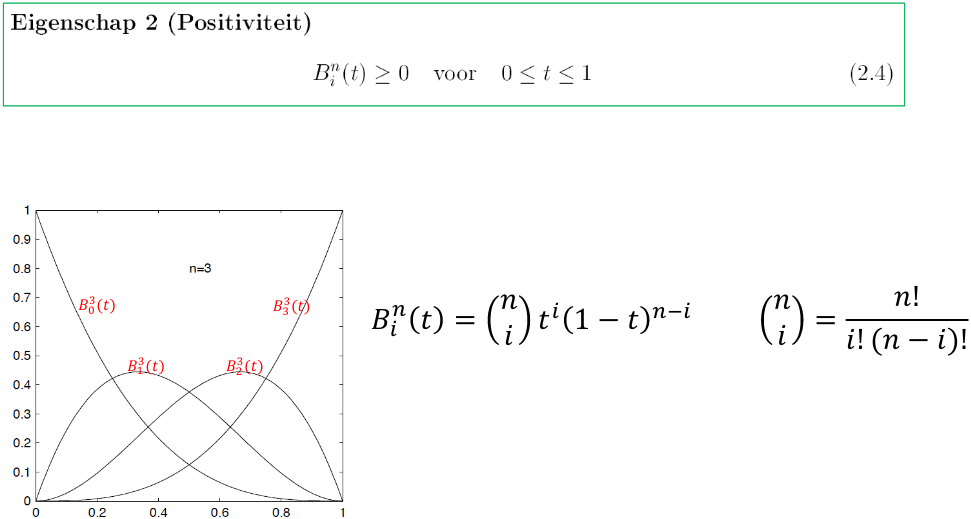 Eigenschap 2 (Positiviteit)
B_i^n(t) ≥ 0 voor 0 ≤ t ≤ 1 (2.4)
1
0.9
0.8
0.7
0.6
0.5
0.4
0.3
0.2
0.1
0
0 0.2 0.4 0.6 0.8 1
n=3
B_0^3(t)
B_3^3(t)
B_1^3(t)
B_2^3(t)
B_i^n(t) = (n i) t^i(1 − t)^{n−i}
(n i) = n! / i! (n − i)!